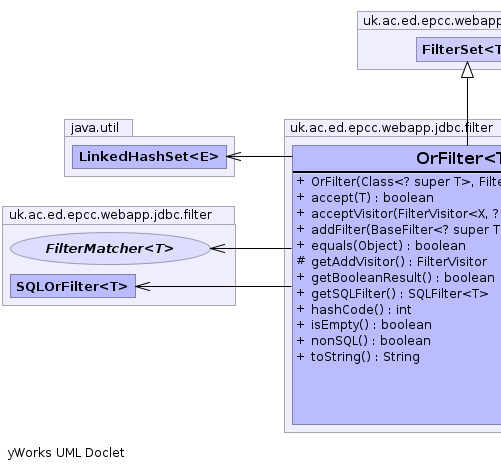 uk.ac.ed.epcc.webapp
FilterSet<T
java.util
LinkedHashSet<E>
uk.ac.ed.epcc.webapp.jdbc.filter
FilterMatcher<T>
SQLOrFilter<T>
uk.ac.ed.epcc.webapp.jdbc.filter
OrFilter<T
+ OrFilter(Class<? super T>, Filte
+ accept(T) : boolean
+ acceptVisitor(FilterVisitor<X, ?
+ addFilter(BaseFilter<? super T
+ equals(Object) : boolean
# getAddVisitor() : FilterVisitor
+ getBooleanResult() : boolean
+ getSQLFilter() : SQLFilter<T>
+ hashCode() : int
+ isEmpty() : boolean
+ nonSQL() : boolean
+ toString() : String
yWorks UML Doclet